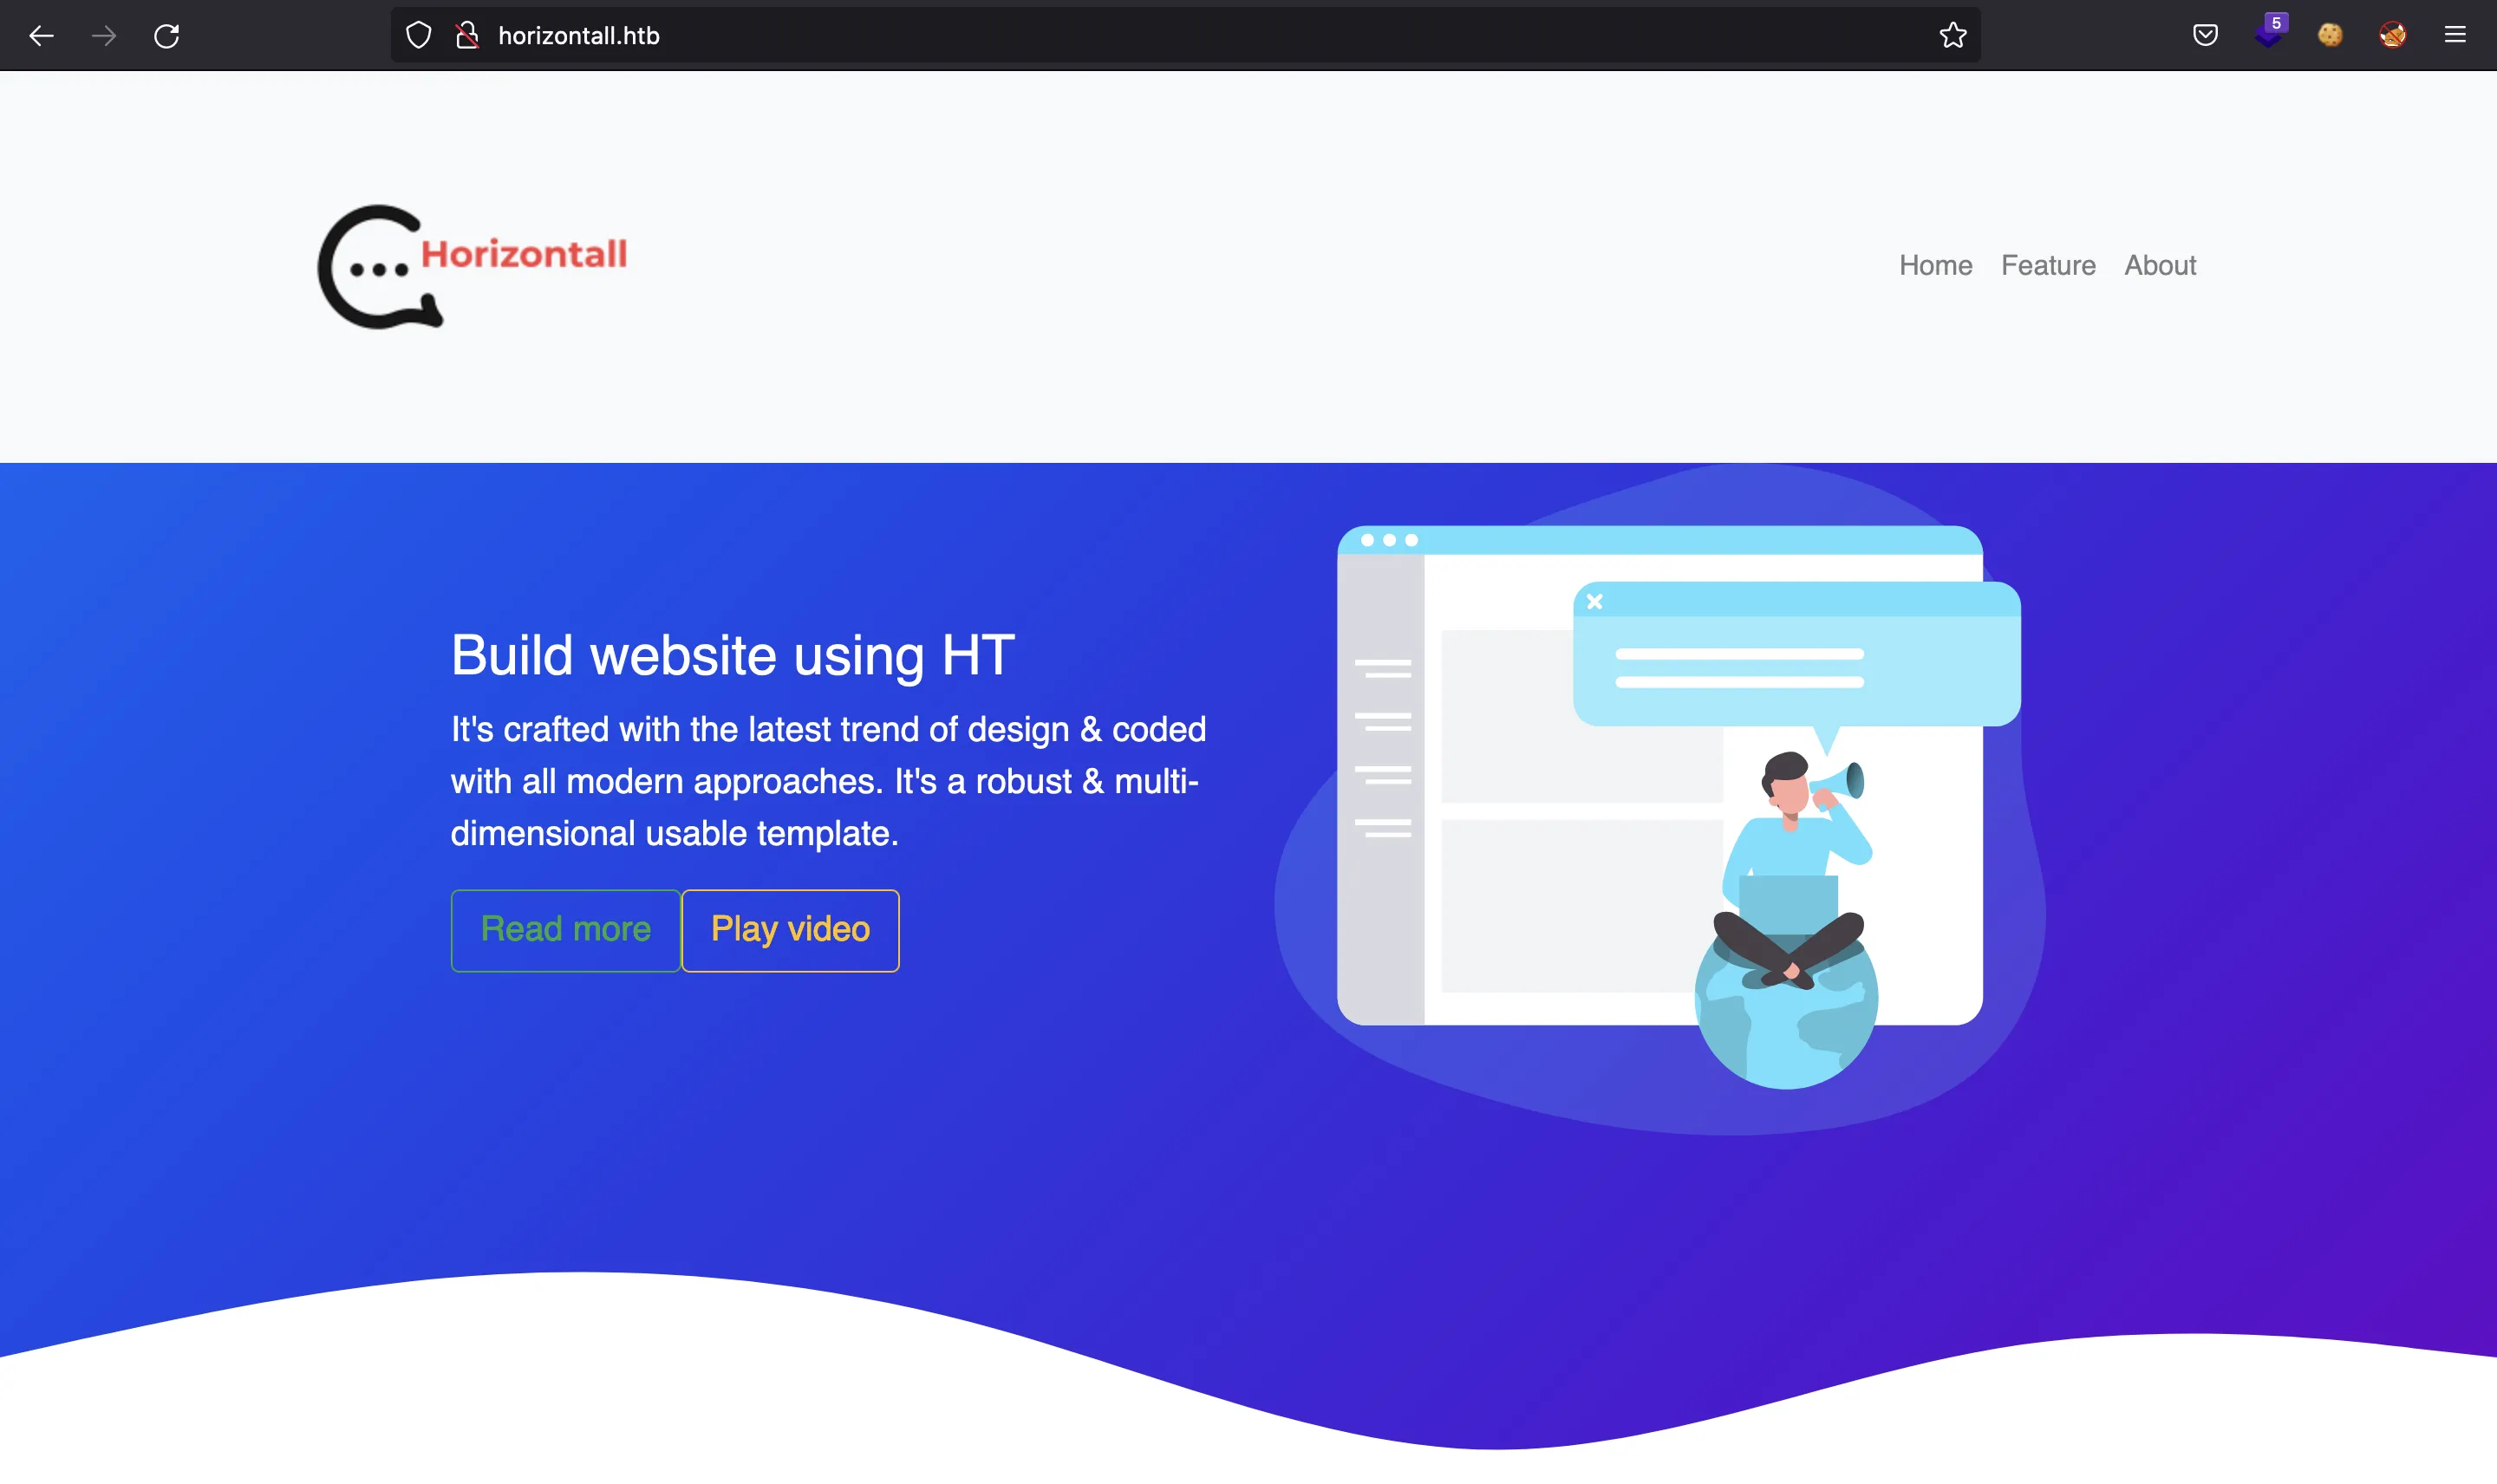 horizontall.htb
5
Horizontall
Home Feature About
Build website using HT
It's crafted with the latest trend of design & coded
with all modern approaches. It's a robust & multi-
dimensional usable template.
Read more Play video